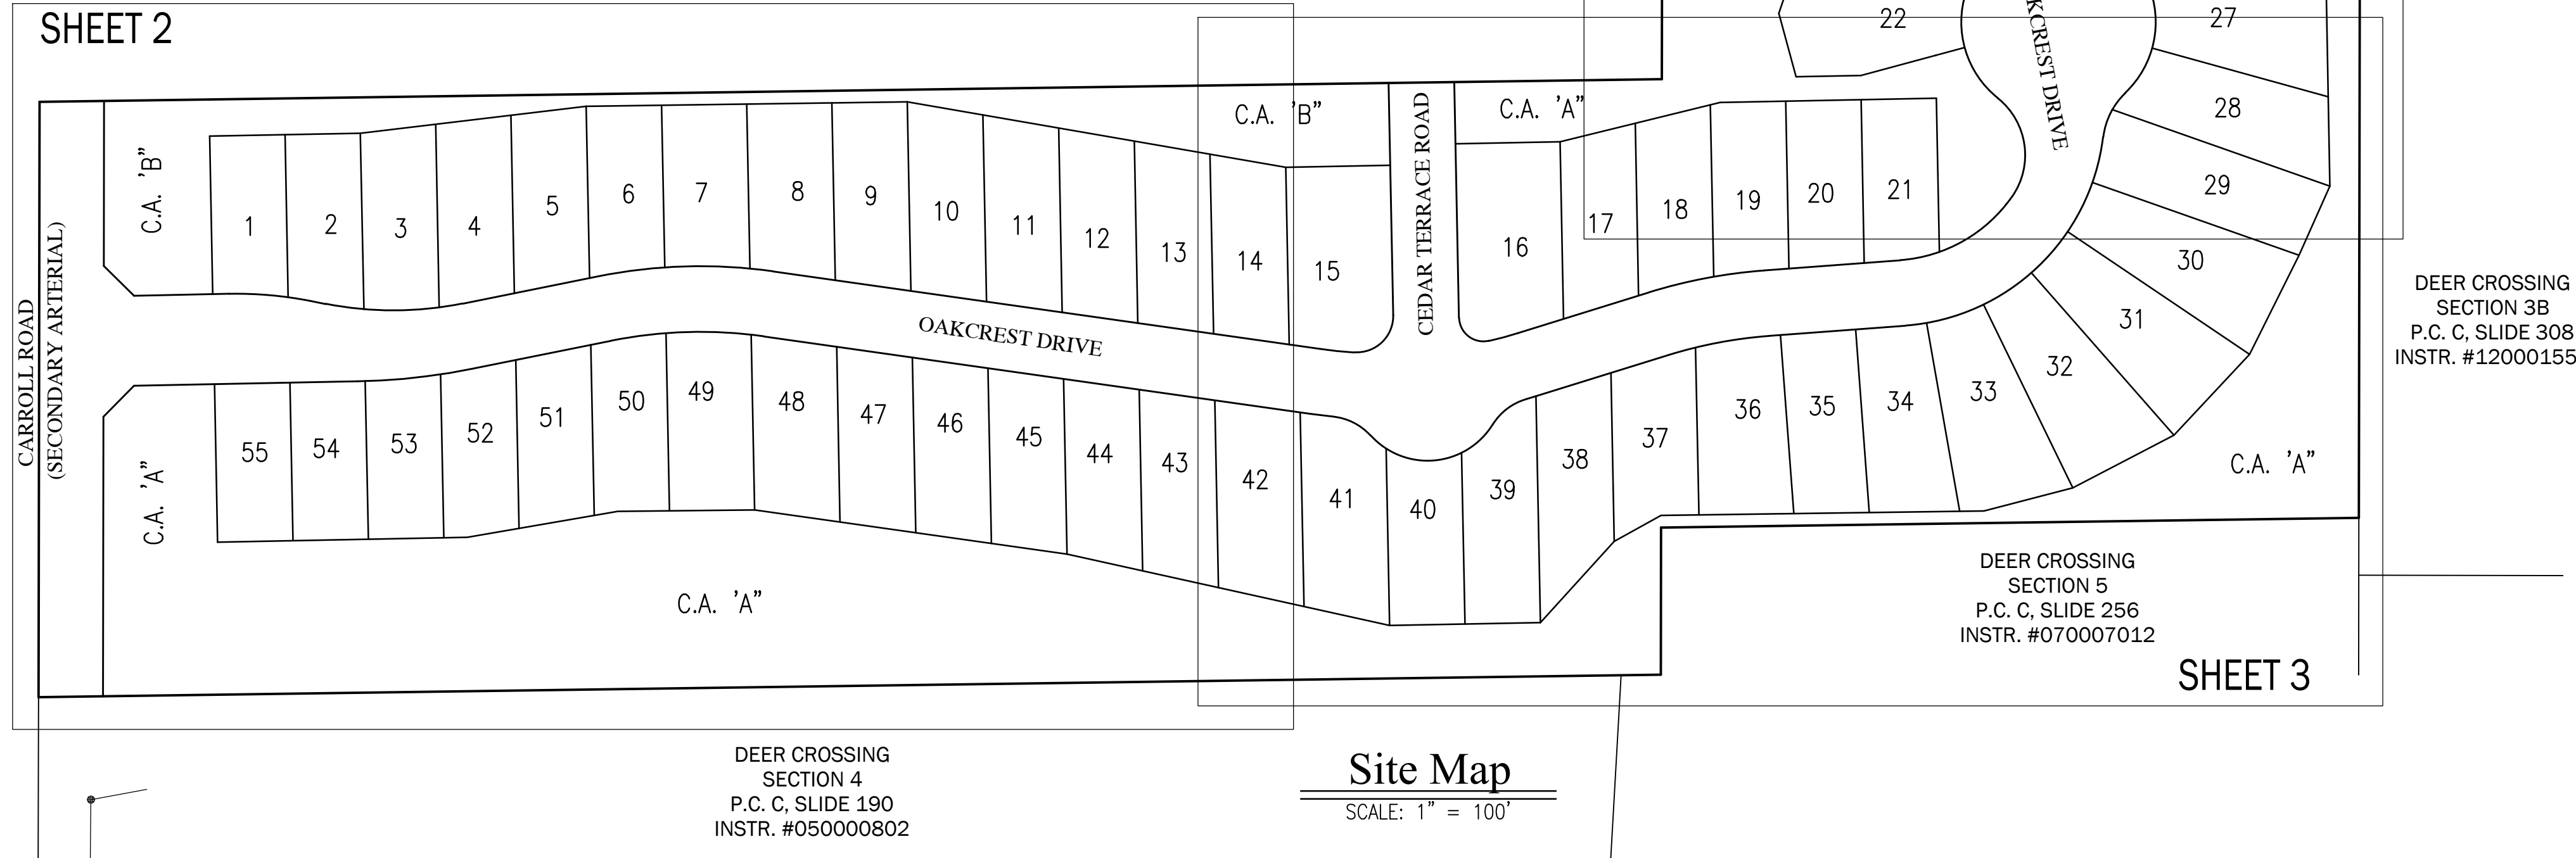 SHEET 2
22
KCREST DRIVE
27
28
29
30
31
32
33
34
35
36
37
38
39
40
41
42
43
44
45
46
47
48
49
50
51
52
53
54
55
C.A. 'B"
C.A. 'B"
CEDAR TERRACE ROAD
C.A. 'A"
1
2
3
4
5
6
7
8
9
10
11
12
13
14
15
16
17
18
19
20
21
CARROLL ROAD
(SECONDARY ARTERIAL)
OAKCREST DRIVE
C.A. 'A"
C.A. 'A"
C.A. 'A"
DEER CROSSING
SECTION 3B
P.C. C, SLIDE 308
INSTR. #12000155
DEER CROSSING
SECTION 5
P.C. C, SLIDE 256
INSTR. #070007012
SHEET 3
DEER CROSSING
SECTION 4
P.C. C, SLIDE 190
INSTR. #050000802
Site Map
SCALE: 1" = 100'